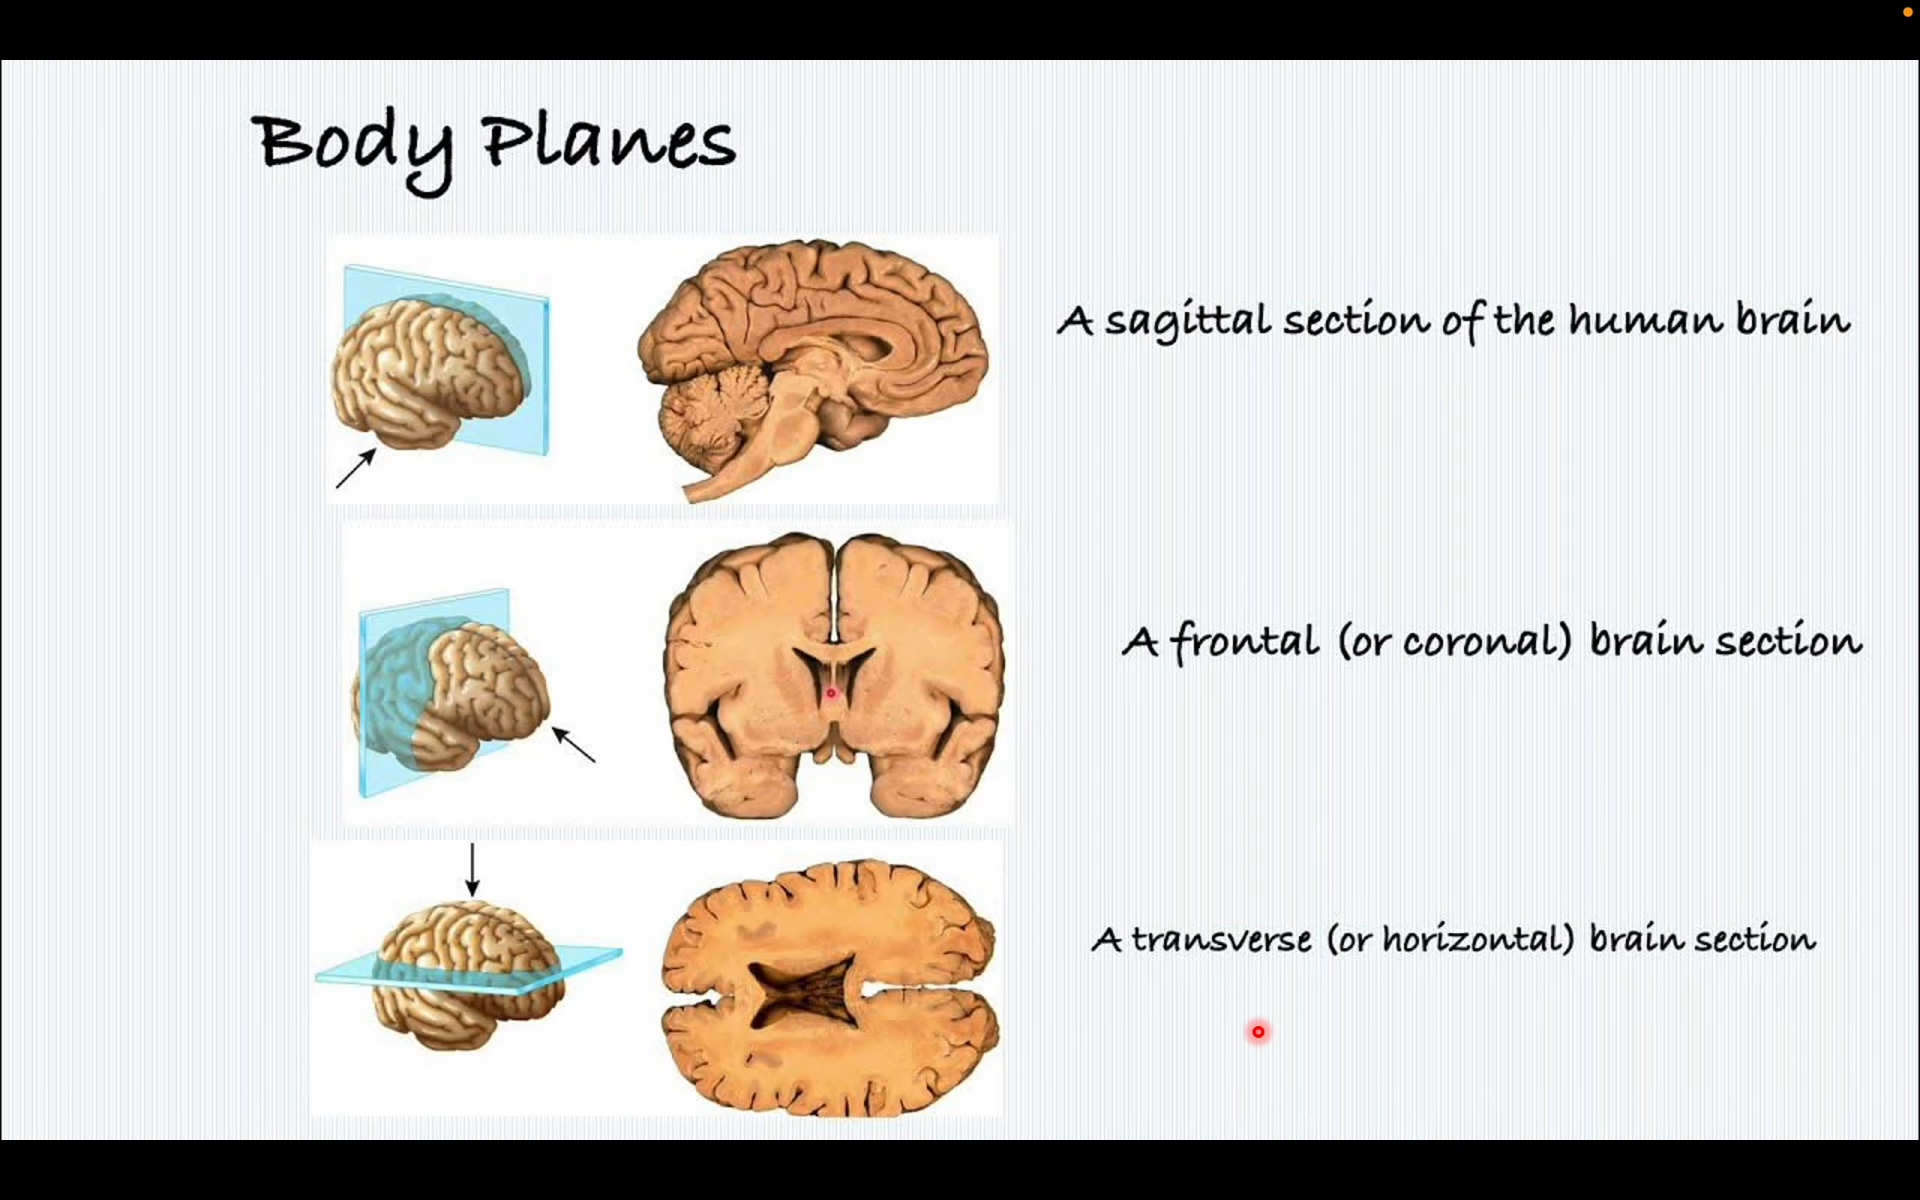 Body Planes
A sagittal section of the human brain
A frontal (or coronal) brain section
A transverse (or horizontal) brain section